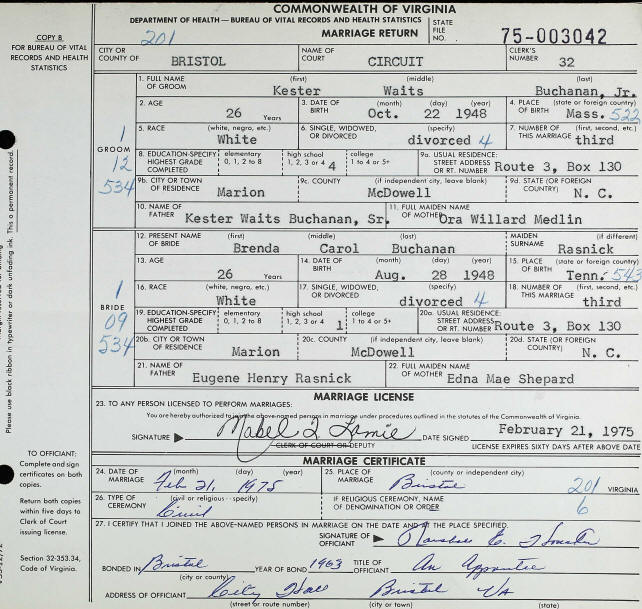 COMMONWEALTH OF VIRGINIA
DEPARTMENT OF HEALTH — BUREAU OF VITAL RECORDS AND HEALTH STATISTICS
COPY B
FOR BUREAU OF VITAL
RECORDS AND HEALTH
STATISTICS
201
MARRIAGE RETURN
STATE
FILE
NO.
75-003042
CITY OR
COUNTY OF
BRISTOL
NAME OF
COURT
CIRCUIT
CLERK'S
NUMBER
32
1. FULL NAME OF GROOM (first) (middle) (last)
Kester Waits Buchanan, Jr.
2. AGE
26 Years
3. DATE OF BIRTH (month) (day) (year)
Oct. 22 1948
4. PLACE OF BIRTH (state or foreign country)
Mass. 522
5. RACE (white, negro, etc.)
White
6. SINGLE, WIDOWED, OR DIVORCED (specify)
divorced 4
7. NUMBER OF THIS MARRIAGE (first, second, etc.)
third
1
GROOM
12
534
8. EDUCATION-SPECIFY HIGHEST GRADE COMPLETED
elementary 0, 1, 2 to 8
high school 1, 2, 3 or 4 4
college 1 to 4 or 5+
9a. USUAL RESIDENCE: STREET ADDRESS OR RT. NUMBER
Route 3, Box 130
9b. CITY OR TOWN OF RESIDENCE
Marion
9c. COUNTY (if independent city, leave blank)
McDowell
9d. STATE (OR FOREIGN COUNTRY)
N. C.
10. NAME OF FATHER
Kester Waits Buchanan, Sr.
11. FULL MAIDEN NAME OF MOTHER
Ora Willard Medlin
12. PRESENT NAME OF BRIDE (first) (middle) (last)
Brenda Carol Buchanan
MAIDEN SURNAME (if different)
Rasnick
13. AGE
26 Years
14. DATE OF BIRTH (month) (day) (year)
Aug. 28 1948
15. PLACE OF BIRTH (state or foreign country)
Tenn. 543
16. RACE (white, negro, etc.)
White
17. SINGLE, WIDOWED, OR DIVORCED (specify)
divorced 4
18. NUMBER OF THIS MARRIAGE (first, second, etc.)
third
1
BRIDE
09
534
19. EDUCATION-SPECIFY HIGHEST GRADE COMPLETED
elementary 0, 1, 2 to 8
high school 1, 2, 3 or 4 1
college 1 to 4 or 5+
20a. USUAL RESIDENCE: STREET ADDRESS OR RT. NUMBER
Route 3, Box 130
20b. CITY OR TOWN OF RESIDENCE
Marion
20c. COUNTY (if independent city, leave blank)
McDowell
20d. STATE (OR FOREIGN COUNTRY)
N. C.
21. NAME OF FATHER
Eugene Henry Rasnick
22. FULL MAIDEN NAME OF MOTHER
Edna Mae Shepard
MARRIAGE LICENSE
23. TO ANY PERSON LICENSED TO PERFORM MARRIAGES:
You are hereby authorized to join the above-named persons in marriage under procedures outlined in the statutes of the Commonwealth of Virginia.
SIGNATURE
Mabel L Lamie
CLERK OF COURT OR DEPUTY
DATE SIGNED February 21, 1975
LICENSE EXPIRES SIXTY DAYS AFTER ABOVE DATE
MARRIAGE CERTIFICATE
24. DATE OF MARRIAGE (month) (day) (year)
Feb 21, 1975
25. PLACE OF MARRIAGE (county or independent city)
Bristol 201 VIRGINIA
26. TYPE OF CEREMONY (civil or religious - specify)
Civil
IF RELIGIOUS CEREMONY, NAME OF DENOMINATION OR ORDER
6
27. I CERTIFY THAT I JOINED THE ABOVE-NAMED PERSONS IN MARRIAGE ON THE DATE AND AT THE PLACE SPECIFIED.
SIGNATURE OF OFFICIANT
BONDED IN Bristol (city or county)
YEAR OF BOND 1963
TITLE OF OFFICIANT
ADDRESS OF OFFICIANT City Hall Bristol VA
(street or route number) (city or town) (state)
TO OFFICIANT:
Complete and sign
certificates on both
copies.
Return both copies
within five days to
Clerk of Court
issuing license.
Section 32-353.34,
Code of Virginia.
Please use black ribbon in typewriter or dark unfading ink. This is a permanent record.